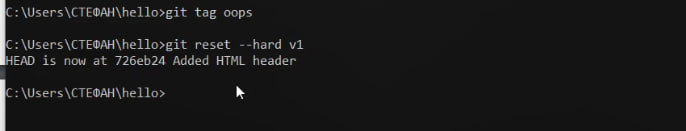 C:\Users\СТЕФАН\hello>git tag oops
C:\Users\СТЕФАН\hello>git reset --hard v1
HEAD is now at 726eb24 Added HTML header
C:\Users\СТЕФАН\hello>